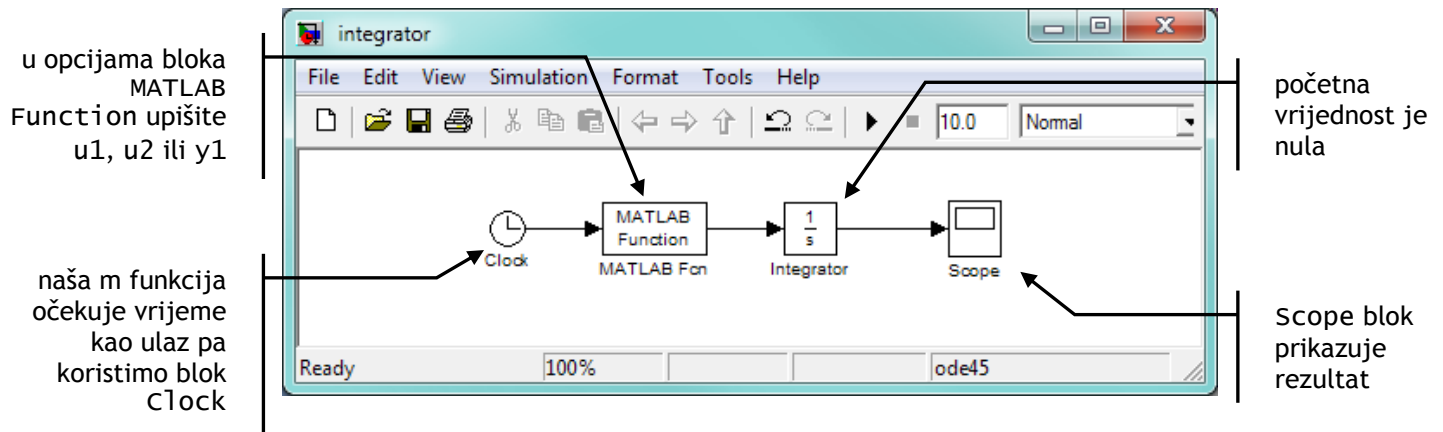 u opcijama bloka
MATLAB
Function upišite
u1, u2 ili y1
naša m funkcija
očekuje vrijeme
kao ulaz pa
koristimo blok
Clock
integrator
File Edit View Simulation Format Tools Help
10.0 Normal
MATLAB
Function
1
s
Clock
MATLAB Fcn
Integrator
Scope
Ready 100% ode45
početna
vrijednost je
nula
Scope blok
prikazuje
rezultat